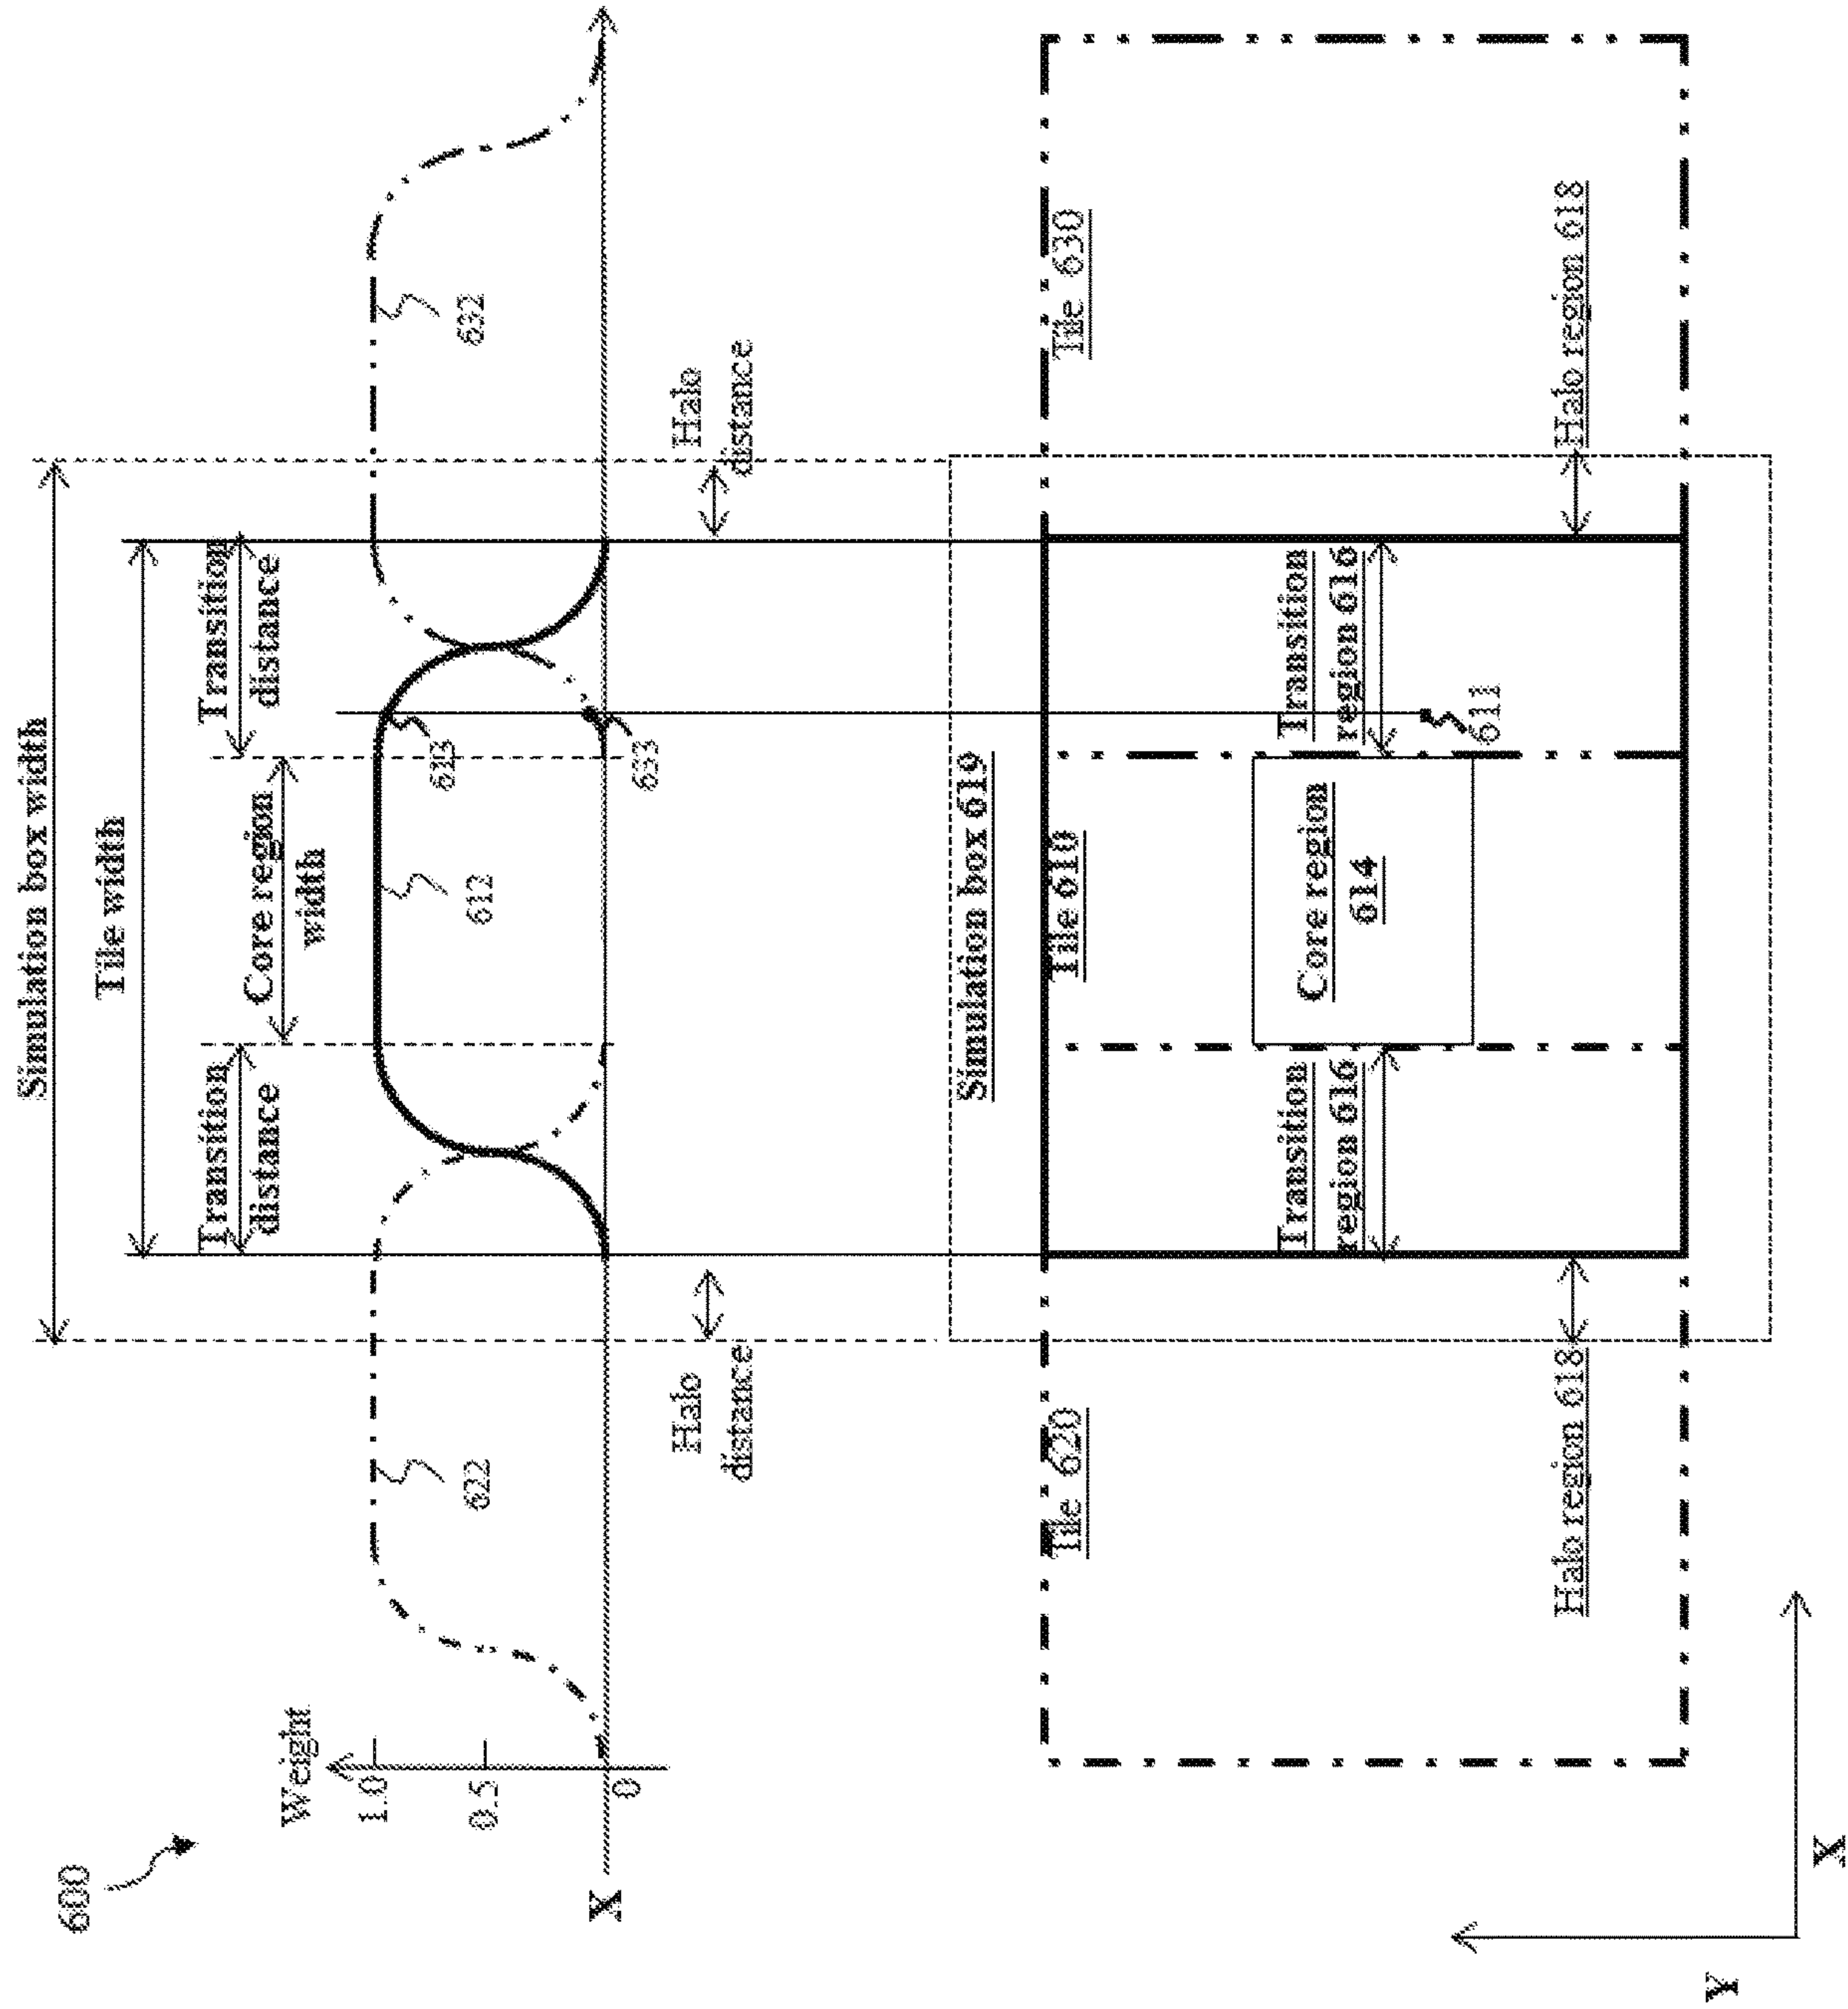 600
Simulation box width
Tile width
Transition
distance
Core region
width
Transition
distance
Weight
1.0
0.5
0
X
622
612
613
633
632
Halo
distance
Halo
distance
Simulation box 619
Tile 620
Tile 610
Tile 630
Transition
region 616
Core region
614
Transition
region 616
611
Halo region 618
Halo region 618
Y
X